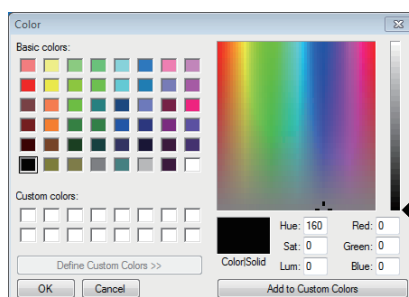 Color
Basic colors:
Custom colors:
Define Custom Colors >>
OK Cancel
Color|Solid
Hue: 160 Red: 0
Sat: 0 Green: 0
Lum: 0 Blue: 0
Add to Custom Colors